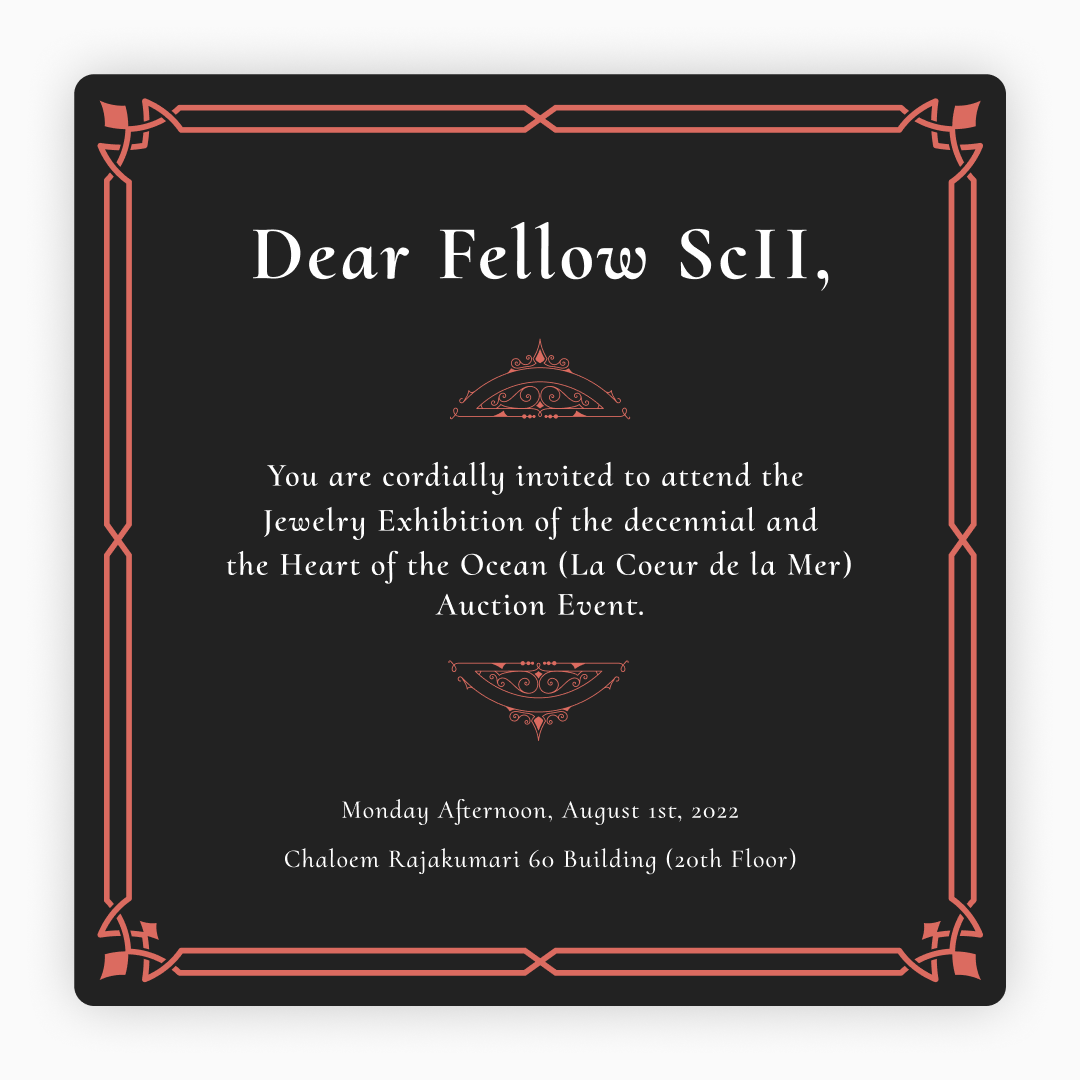 Dear Fellow ScII,
You are cordially invited to attend the
Jewelry Exhibition of the decennial and
the Heart of the Ocean (La Coeur de la Mer)
Auction Event.
Monday Afternoon, August 1st, 2022
Chaloem Rajakumari 60 Building (20th Floor)